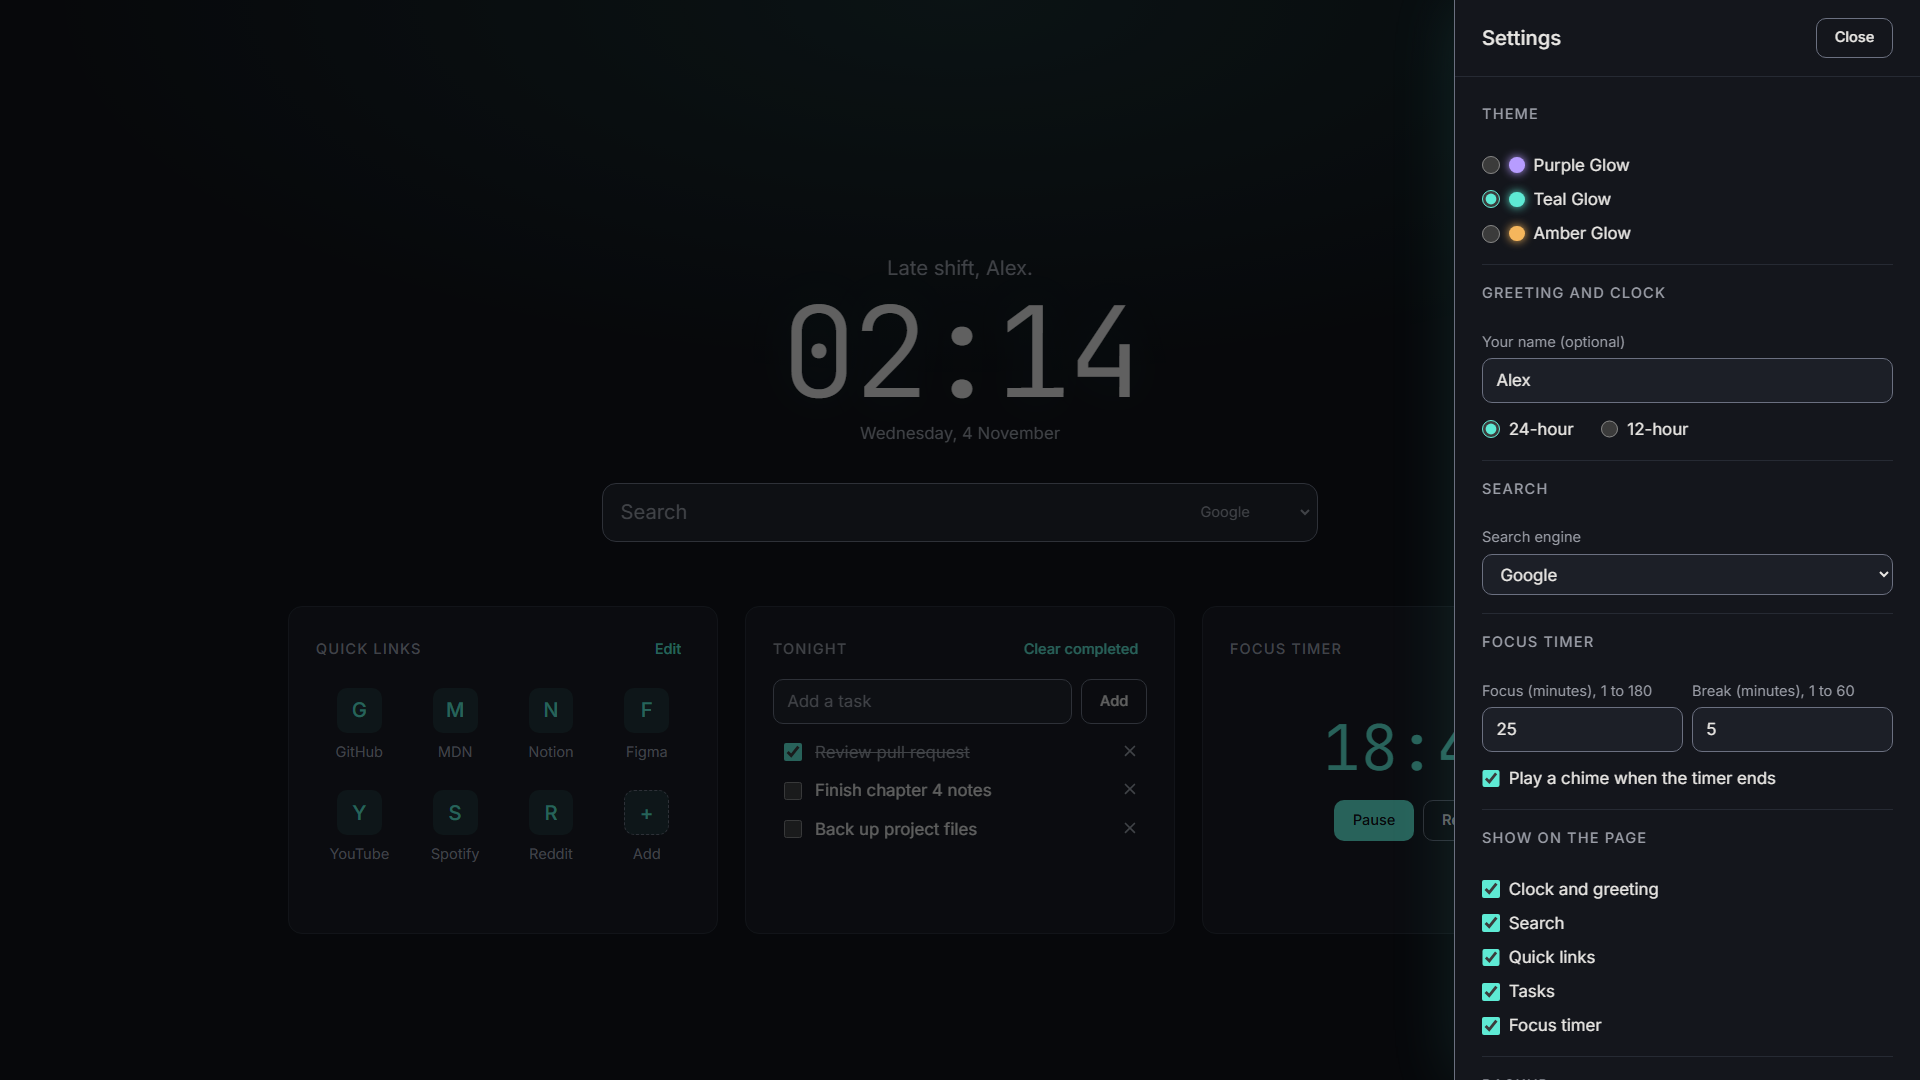 Late shift, Alex.
02:14
Wednesday, 4 November
Search
Google
QUICK LINKS
Edit
G
M
N
F
GitHub
MDN
Notion
Figma
Y
S
R
+
YouTube
Spotify
Reddit
Add
TONIGHT
Clear completed
Add a task
Add
Review pull request
Finish chapter 4 notes
Back up project files
FOCUS TIMER
18:4
Pause
Settings
Close
THEME
Purple Glow
Teal Glow
Amber Glow
GREETING AND CLOCK
Your name (optional)
Alex
24-hour
12-hour
SEARCH
Search engine
Google
FOCUS TIMER
Focus (minutes), 1 to 180
Break (minutes), 1 to 60
25
5
Play a chime when the timer ends
SHOW ON THE PAGE
Clock and greeting
Search
Quick links
Tasks
Focus timer